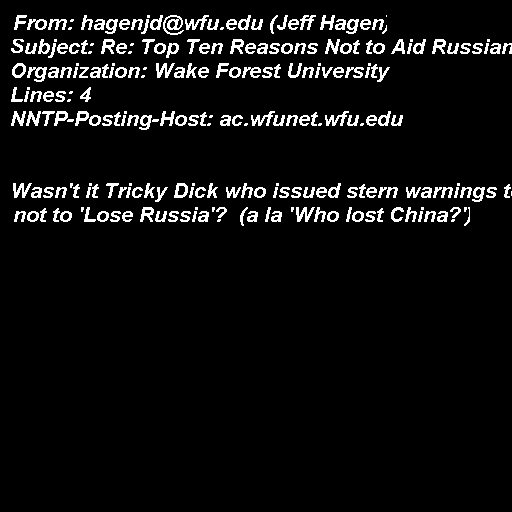 From: hagenjd@wfu.edu (Jeff Hagen)
Subject: Re: Top Ten Reasons Not to Aid Russian
Organization: Wake Forest University
Lines: 4
NNTP-Posting-Host: ac.wfunet.wfu.edu
Wasn't it Tricky Dick who issued stern warnings
not to 'Lose Russia'? (a la 'Who lost China?')